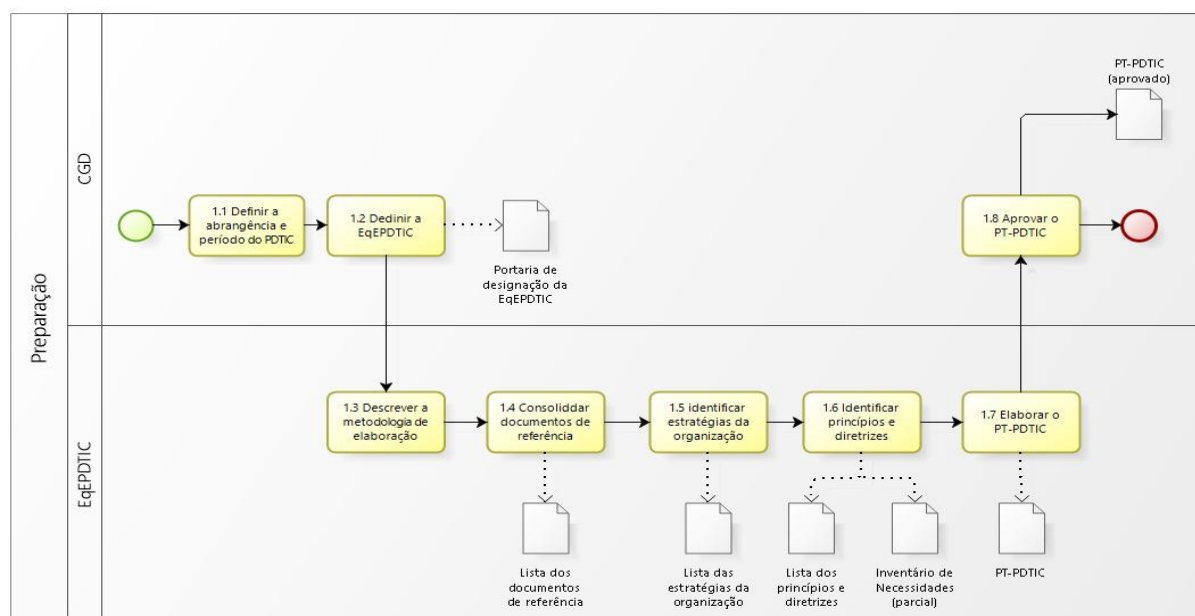 Preparação
CGD
PT-PDTIC
(aprovado)
1.1 Definir a
abrangência e
período do PDTIC
1.2 Dedinir a
EqEPDTIC
Portaria de
designação da
EqEPDTIC
1.8 Aprovar o
PT-PDTIC
EqEPDTIC
1.3 Descrever a
metodologia de
elaboração
1.4 Consoliddar
documentos de
referência
1.5 identificar
estratégias da
organização
1.6 Identificar
princípios e
diretrizes
1.7 Elaborar o
PT-PDTIC
Lista dos
documentos
de referência
Lista das
estratégias da
organização
Lista dos
princípios e
diretrizes
Inventário de
Necessidades
(parcial)
PT-PDTIC